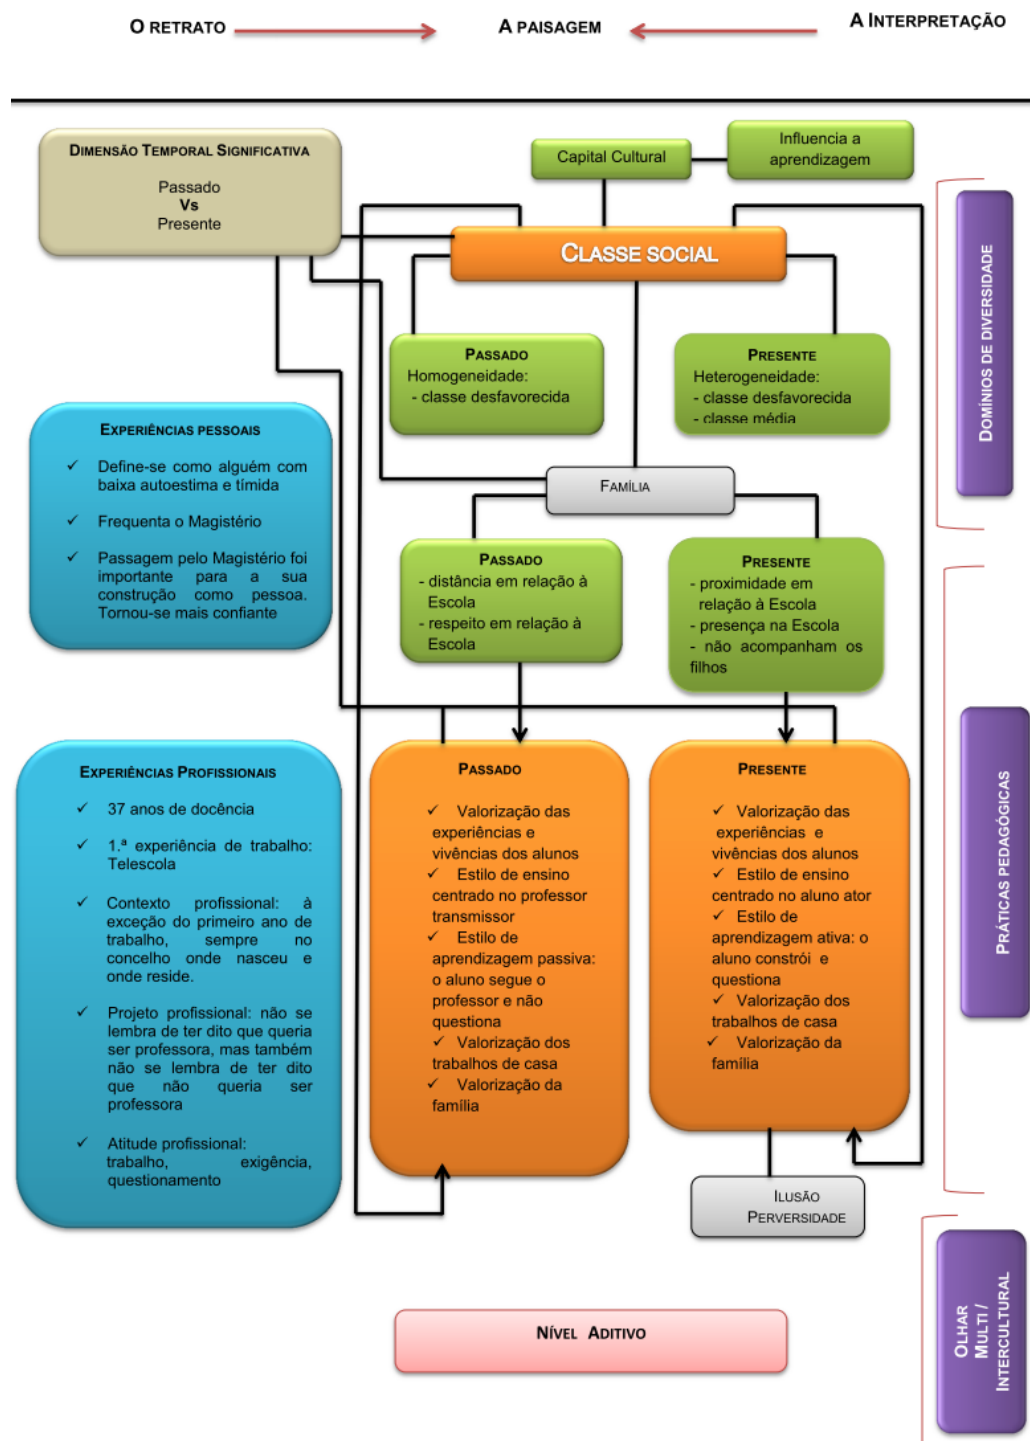 O RETRATO
A PAISAGEM
A INTERPRETAÇÃO
DIMENSÃO TEMPORAL SIGNIFICATIVA
Passado
Vs
Presente
Capital Cultural
Influencia a
aprendizagem
CLASSE SOCIAL
PASSADO
Homogeneidade:
- classe desfavorecida
PRESENTE
Heterogeneidade:
- classe desfavorecida
- classe média
DOMÍNIOS DE DIVERSIDADE
EXPERIÊNCIAS PESSOAIS
✓ Define-se como alguém com
baixa autoestima e tímida
✓ Frequenta o Magistério
✓ Passagem pelo Magistério foi
importante para a sua
construção como pessoa.
Tornou-se mais confiante
FAMÍLIA
PASSADO
- distância em relação à
Escola
- respeito em relação à
Escola
PRESENTE
- proximidade em
relação à Escola
- presença na Escola
- não acompanham os
filhos
EXPERIÊNCIAS PROFISSIONAIS
✓ 37 anos de docência
✓ 1.ª experiência de trabalho:
Telescola
✓ Contexto profissional: à
exceção do primeiro ano de
trabalho, sempre no
concelho onde nasceu e
onde reside.
✓ Projeto profissional: não se
lembra de ter dito que queria
ser professora, mas também
não se lembra de ter dito
que não queria ser
professora
✓ Atitude profissional:
trabalho, exigência,
questionamento
PASSADO
✓ Valorização das
experiências e
vivências dos alunos
✓ Estilo de ensino
centrado no professor
transmissor
✓ Estilo de
aprendizagem passiva:
o aluno segue o
professor e não
questiona
✓ Valorização dos
trabalhos de casa
✓ Valorização da
família
PRESENTE
✓ Valorização das
experiências e
vivências dos alunos
✓ Estilo de ensino
centrado no aluno ator
✓ Estilo de
aprendizagem ativa: o
aluno constrói e
questiona
✓ Valorização dos
trabalhos de casa
✓ Valorização da
família
PRÁTICAS PEDAGÓGICAS
ILUSÃO
PERVERSIDADE
NÍVEL ADITIVO
OLHAR
MULTI /
INTERCULTURAL